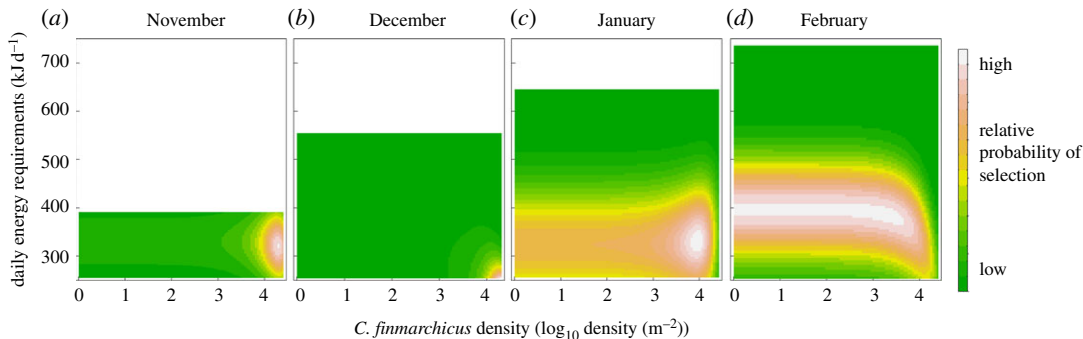 (a) November (b) December (c) January (d) February
daily energy requirements (kJ d⁻¹)
700
600
500
400
300
0 1 2 3 4 0 1 2 3 4 0 1 2 3 4 0 1 2 3 4
C. finmarchicus density (log₁₀ density (m⁻²))
high
relative
probability of
selection
low